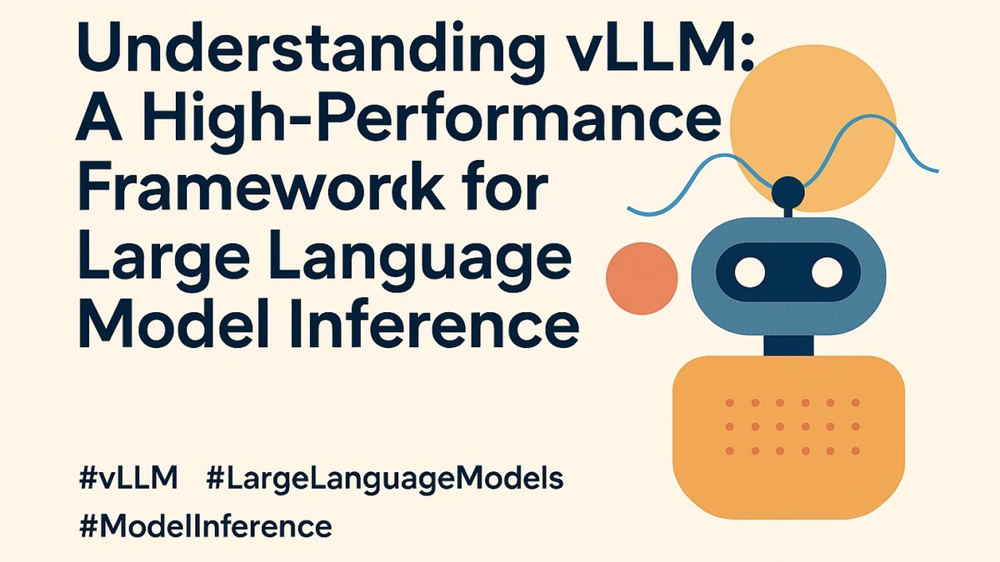 Understanding vLLM:
A High-Performance
Framework for
Large Language
Model Inference
#vLLM #LargeLanguageModels
#ModelInference